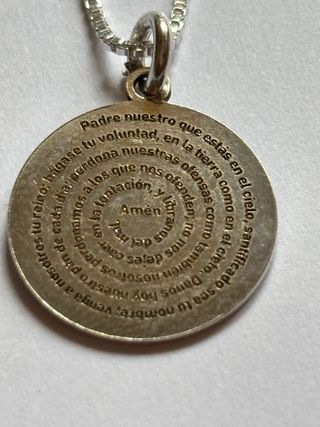 Padre nuestro que estás en el cielo, santificado sea tu nombre; venga a nosotros tu reino; hágase tu voluntad, en la tierra como en el cielo. Danos hoy nuestro pan de cada día; perdona nuestras ofensas como también nosotros perdonamos a los que nos ofenden; no nos dejes caer en la tentación, y líbranos del mal.
Amén